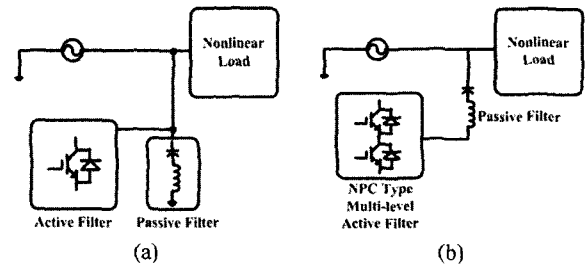 Nonlinear
Load
Active Filter
Passive Filter
(a)
Nonlinear
Load
Passive Filter
NPC Type
Multi-level
Active Filter
(b)